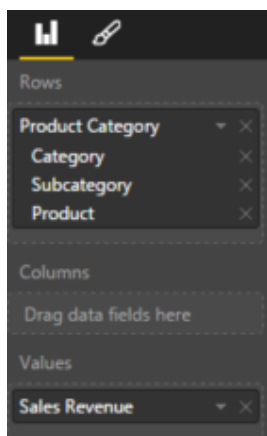 Rows
Product Category
Category
Subcategory
Product
Columns
Drag data fields here
Values
Sales Revenue